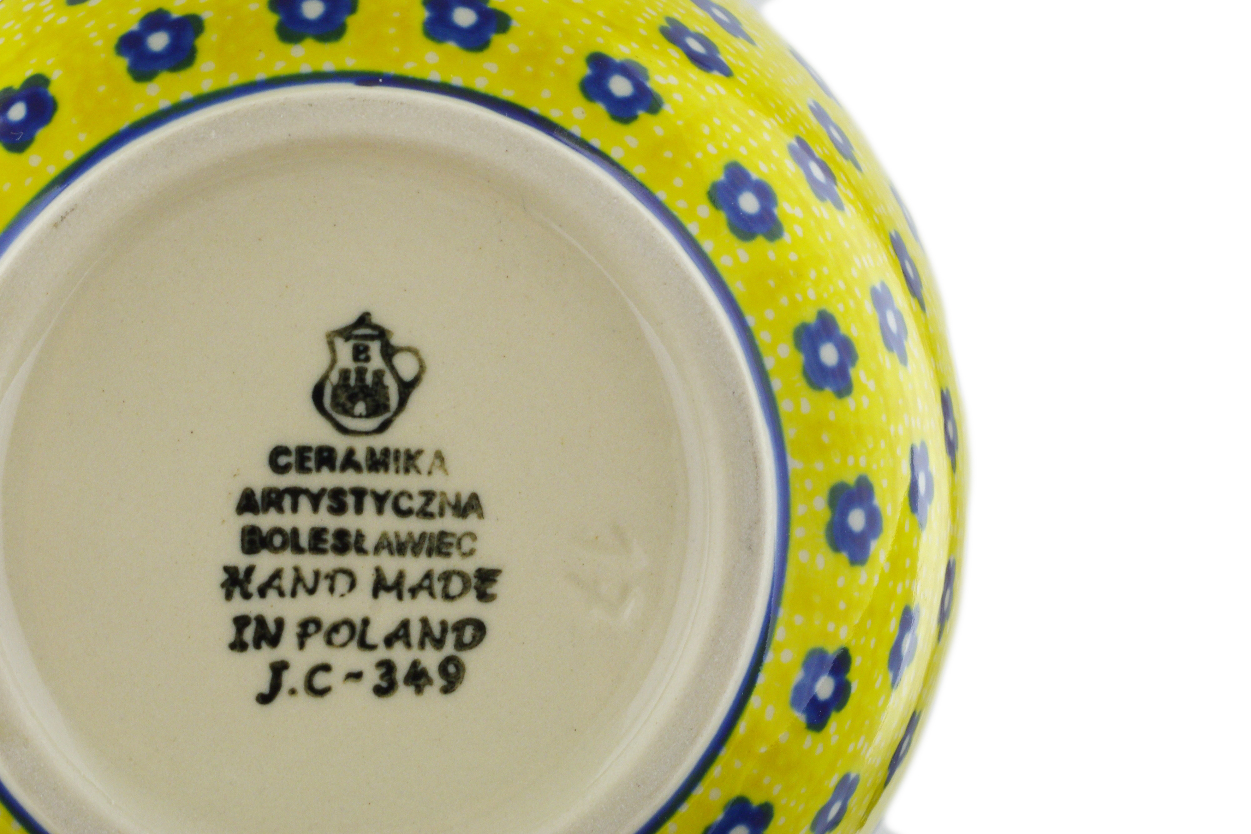 B
CERAMIKA
ARTYSTYCZNA
BOLESŁAWIEC
HAND MADE
IN POLAND
J.C-349